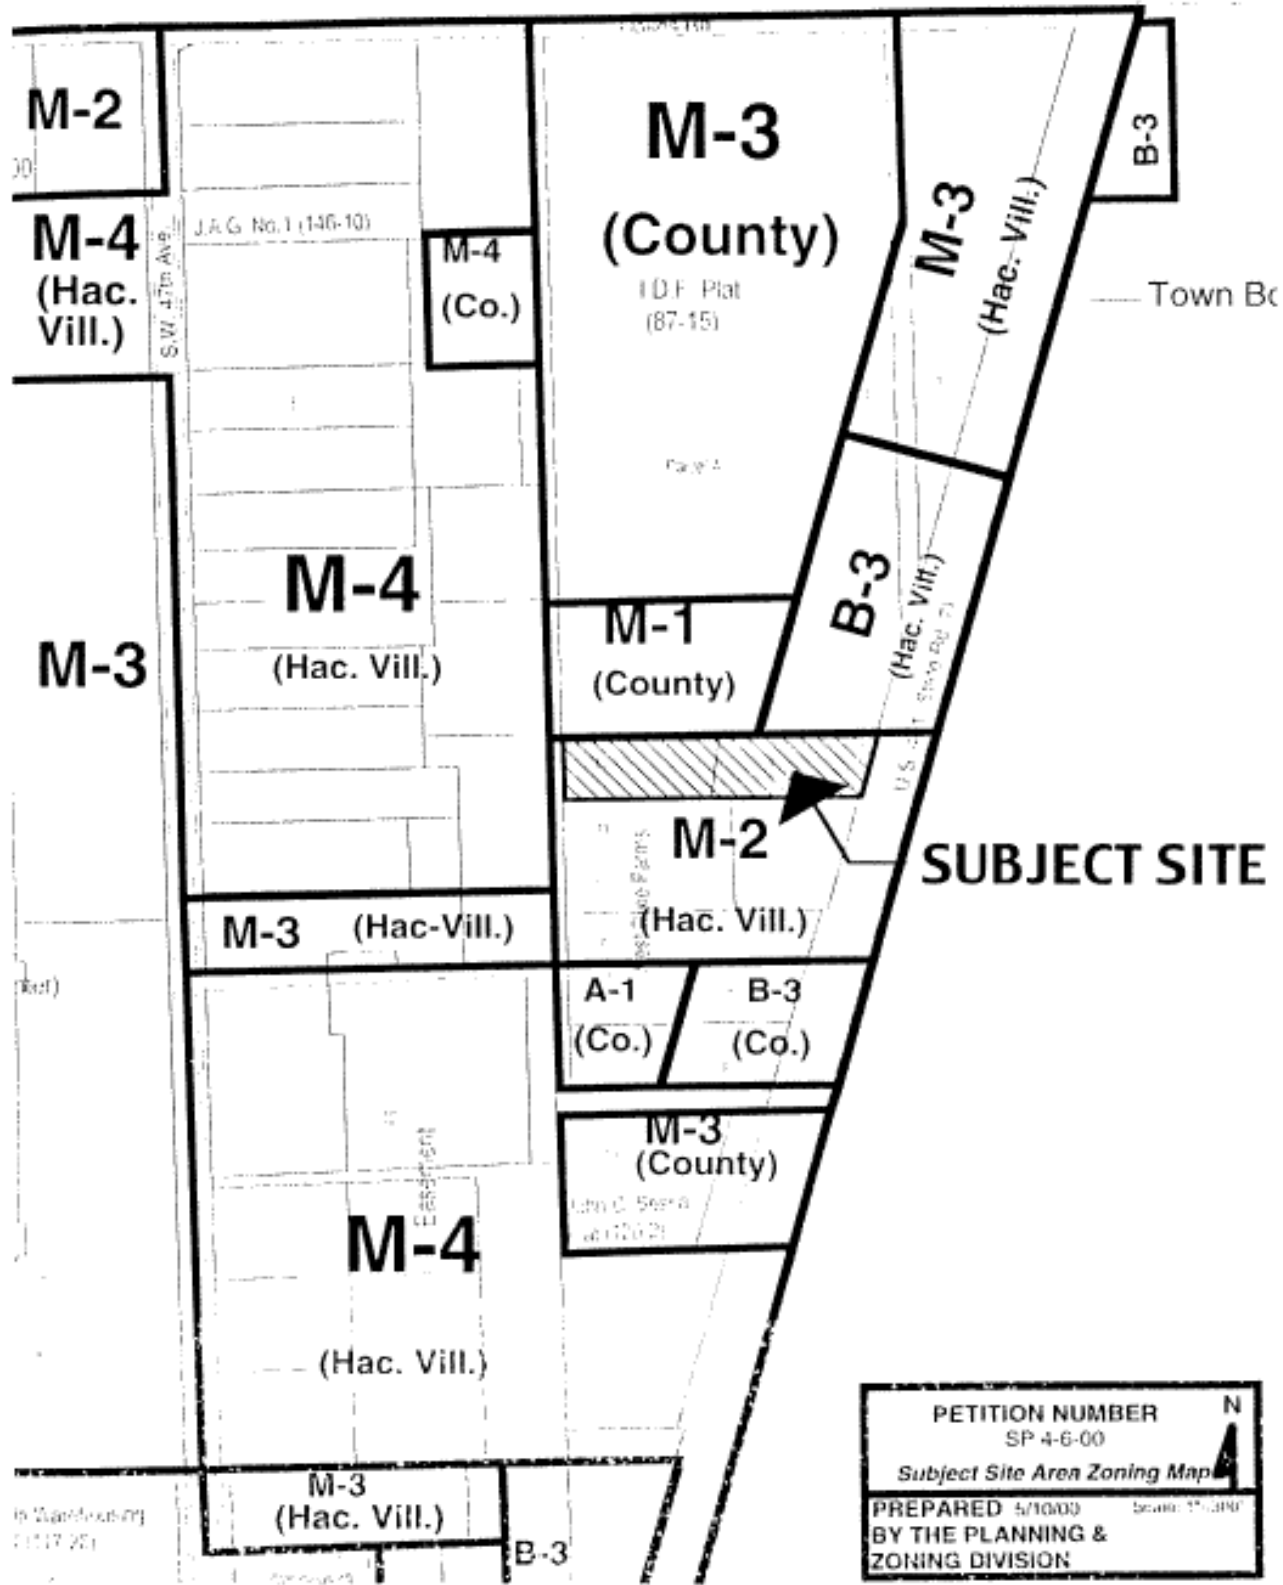 M-2
M-4
(Hac.
Vill.)
S.W. 47th Ave.
J.A.G. No.1 (146-10)
M-4
(Co.)
M-3
(County)
I.D.F. Plat
(87-15)
Parcel A
M-3
(Hac. Vill.)
B-3
Town Bo
M-3
M-4
(Hac. Vill.)
M-1
(County)
B-3
(Hac. Vill.)
M-2
(Hac. Vill.)
SUBJECT SITE
M-3 (Hac-Vill.)
A-1
(Co.)
B-3
(Co.)
M-3
(County)
Easement
M-4
(Hac. Vill.)
M-3
(Hac. Vill.)
B-3
PETITION NUMBER
SP 4-6-00
Subject Site Area Zoning Map
N
PREPARED 5/10/00
BY THE PLANNING &
ZONING DIVISION